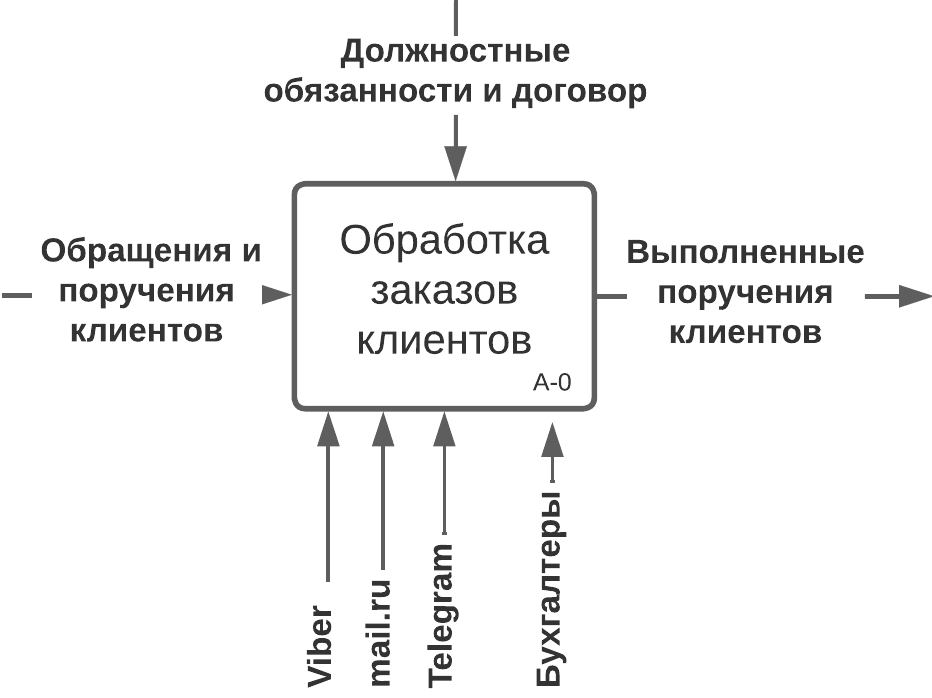 Должностные
обязанности и договор
Обращения и
поручения
клиентов
Обработка
заказов
клиентов
A-0
Выполненные
поручения
клиентов
Viber
mail.ru
Telegram
Бухгалтеры